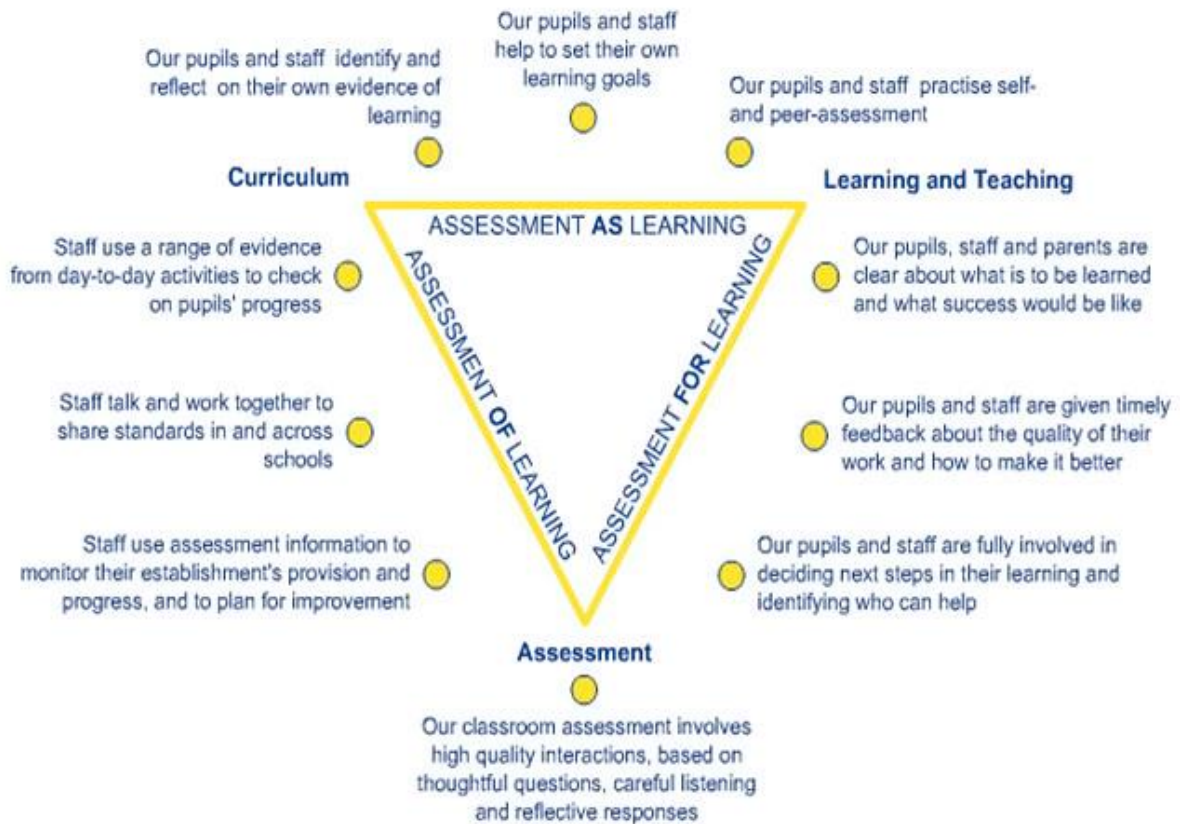 Our pupils and staff
help to set their own
learning goals
Our pupils and staff  identify and
reflect  on their own evidence of
learning
Our pupils and staff  practise self-
and peer-assessment
Curriculum
Learning and Teaching
ASSESSMENT AS LEARNING
ASSESSMENT OF LEARNING
ASSESSMENT FOR LEARNING
Staff use a range of evidence
from day-to-day activities to check
on pupils' progress
Our pupils, staff and parents are
clear about what is to be learned
and what success would be like
Staff talk and work together to
share standards in and across
schools
Our pupils and staff are given timely
feedback about the quality of their
work and how to make it better
Staff use assessment information to
monitor their establishment's provision and
progress, and to plan for improvement
Our pupils and staff are fully involved in
deciding next steps in their learning and
identifying who can help
Assessment
Our classroom assessment involves
high quality interactions, based on
thoughtful questions, careful listening
and reflective responses